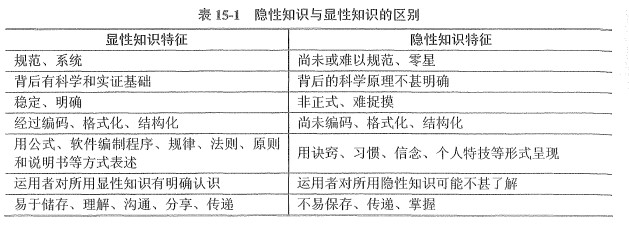 表 15-1 隐性知识与显性知识的区别
显性知识特征 隐性知识特征
规范、系统 尚未或难以规范、零星
背后有科学和实证基础 背后的科学原理不甚明确
稳定、明确 非正式、难捉摸
经过编码、格式化、结构化 尚未编码、格式化、结构化
用公式、软件编制程序、规律、法则、原则
和说明书等方式表述 用诀窍、习惯、信念、个人特技等形式呈现
运用者对所用显性知识有明确认识 运用者对所用隐性知识可能不甚了解
易于储存、理解、沟通、分享、传递 不易保存、传递、掌握